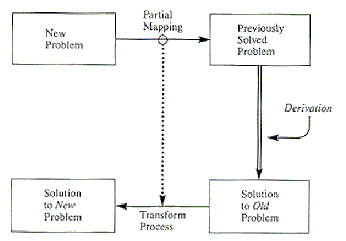 Partial
Mapping
New
Problem
Previously
Solved
Problem
Derivation
Solution
to New
Problem
Transform
Process
Solution
to Old
Problem